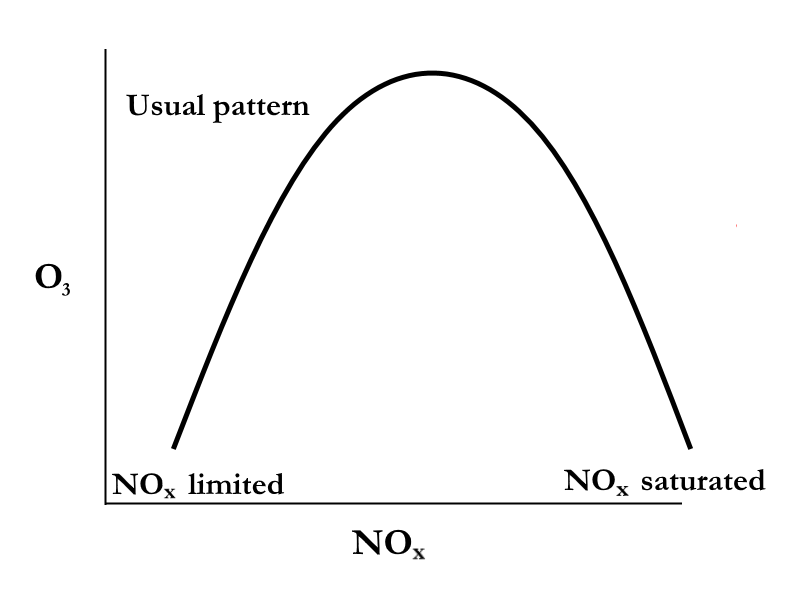 Usual pattern
O₃
NOₓ limited
NOₓ saturated
NOₓ